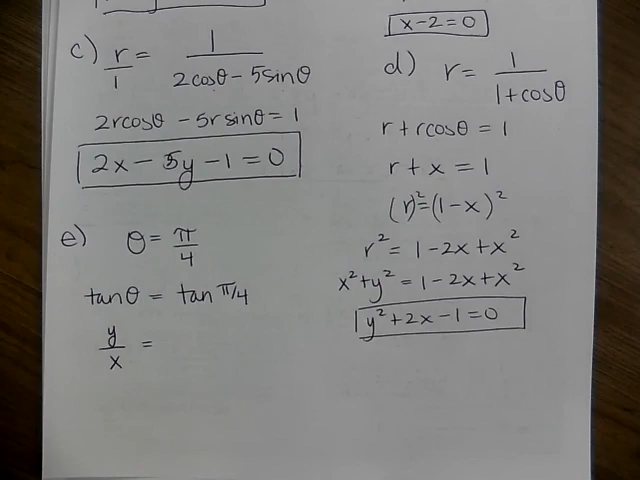 x-2=0
c) r/1 = 1/(2cosθ-5sinθ)
2rcosθ - 5rsinθ = 1
2x - 5y - 1 = 0
d) r = 1/(1+cosθ)
r + rcosθ = 1
r + x = 1
(r)²=(1-x)²
r² = 1-2x+x²
x²+y² = 1-2x+x²
y²+2x-1=0
e) θ = π/4
tanθ = tan π/4
y/x =